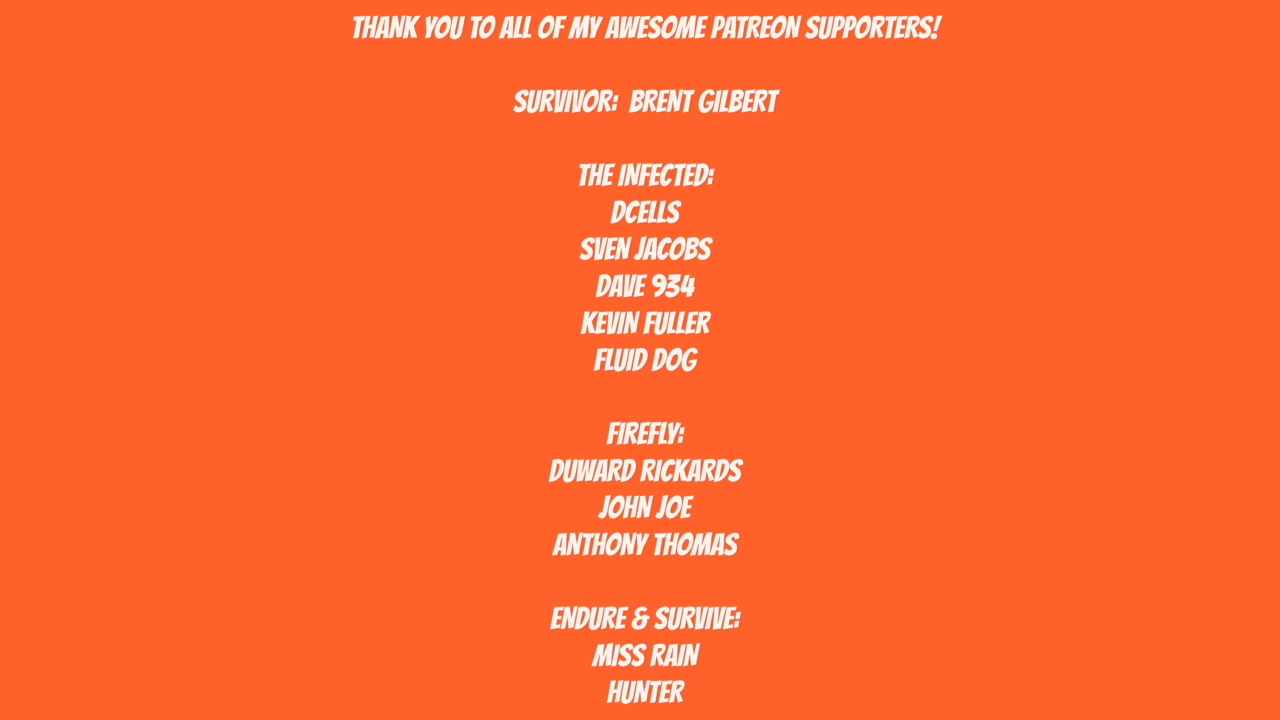 THANK YOU TO ALL OF MY AWESOME PATREON SUPPORTERS!
SURVIVOR: BRENT GILBERT
THE INFECTED:
DCELLS
SVEN JACOBS
DAVE 934
KEVIN FULLER
FLUID DOG
FIREFLY:
DUWARD RICKARDS
JOHN JOE
ANTHONY THOMAS
ENDURE & SURVIVE:
MISS RAIN
HUNTER